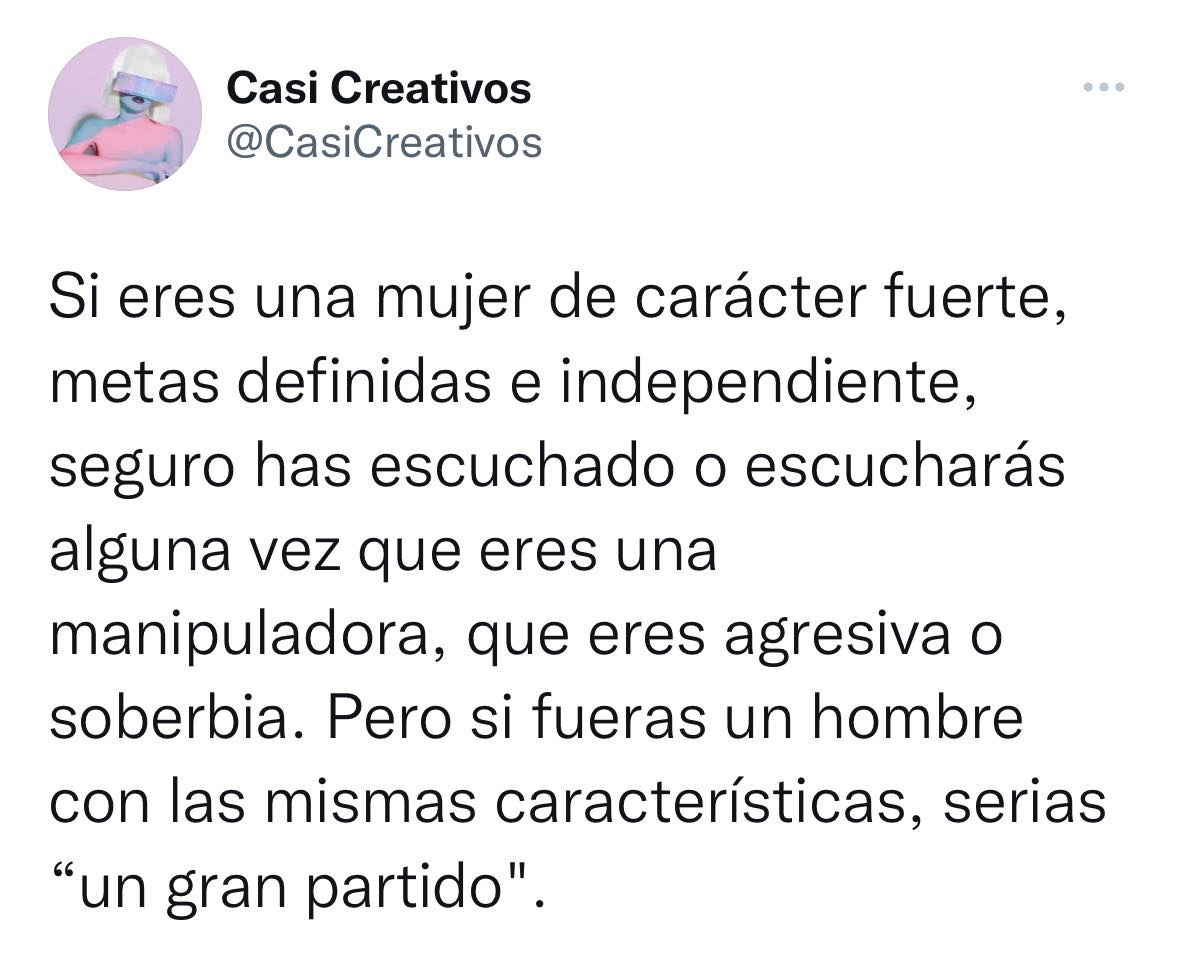 Casi Creativos
@CasiCreativos
Si eres una mujer de carácter fuerte,
metas definidas e independiente,
seguro has escuchado o escucharás
alguna vez que eres una
manipuladora, que eres agresiva o
soberbia. Pero si fueras un hombre
con las mismas características, serias
“un gran partido".